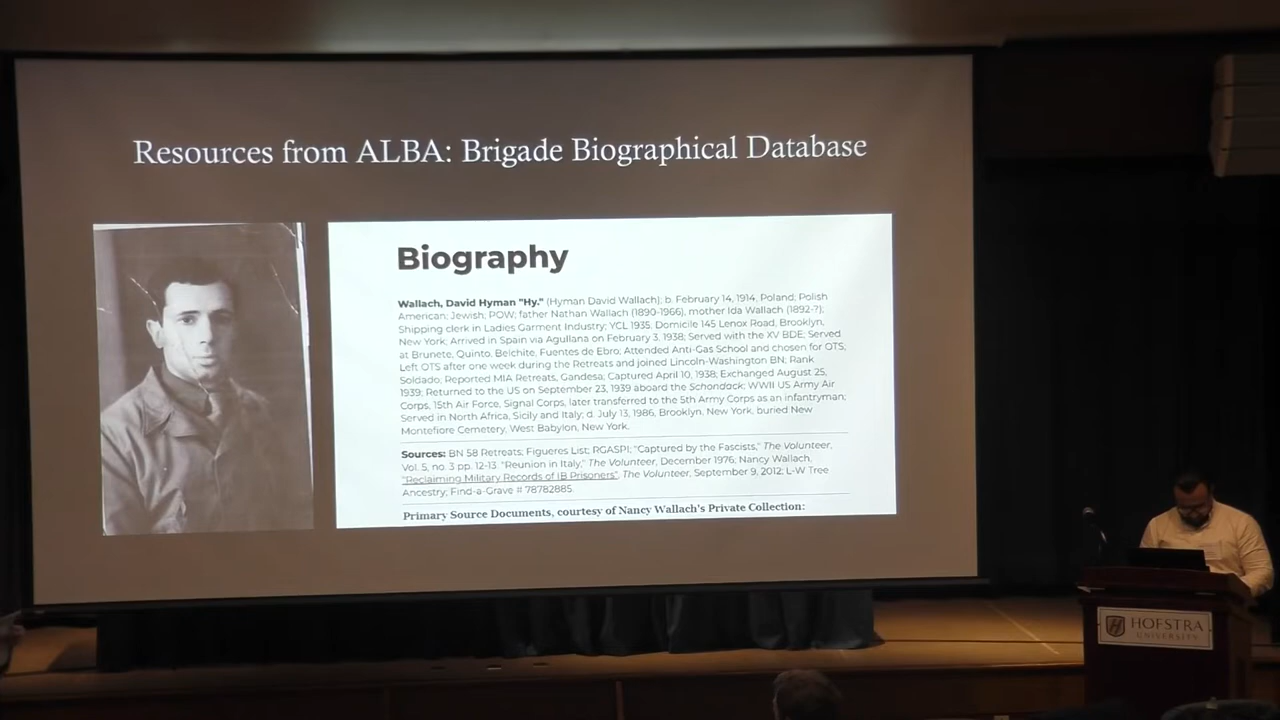 Resources from ALBA: Brigade Biographical Database
Biography
Wallach, David Hyman "Hy." (Hyman David Wallach); b. February 14, 1914, Poland; Polish
American; Jewish; POW; father Nathan Wallach (1890-1966), mother Ida Wallach (1892-?);
Shipping clerk in Ladies Garment Industry; YCL 1935. Domicile 145 Lenox Road, Brooklyn,
New York; Arrived in Spain via Agullana on February 3, 1938; Served with the XV BDE; Served
at Brunete, Quinto, Belchite, Fuentes de Ebro; Attended Anti-Gas School and chosen for OTS,
Left OTS after one week during the Retreats and joined Lincoln-Washington BN; Rank
Soldado, Reported MIA Retreats, Gandesa; Captured April 10, 1938; Exchanged August 25,
1939; Returned to the US on September 23, 1939 aboard the Schondack; WWII US Army Air
Corps, 15th Air Force, Signal Corps, later transferred to the 5th Army Corps as an infantryman;
Served in North Africa, Sicily and Italy; d. July 13, 1986, Brooklyn, New York, buried New
Montefiore Cemetery, West Babylon, New York.
Sources: BN 58 Retreats; Figueres List; RGASPI; "Captured by the Fascists," The Volunteer,
Vol. 5, no. 3 pp. 12-13. "Reunion in Italy," The Volunteer, December 1976; Nancy Wallach,
"Reclaiming Military Records of IB Prisoners", The Volunteer, September 9, 2012; L-W Tree
Ancestry; Find-a-Grave # 78782885.
Primary Source Documents, courtesy of Nancy Wallach's Private Collection:
HOFSTRA
UNIVERSITY